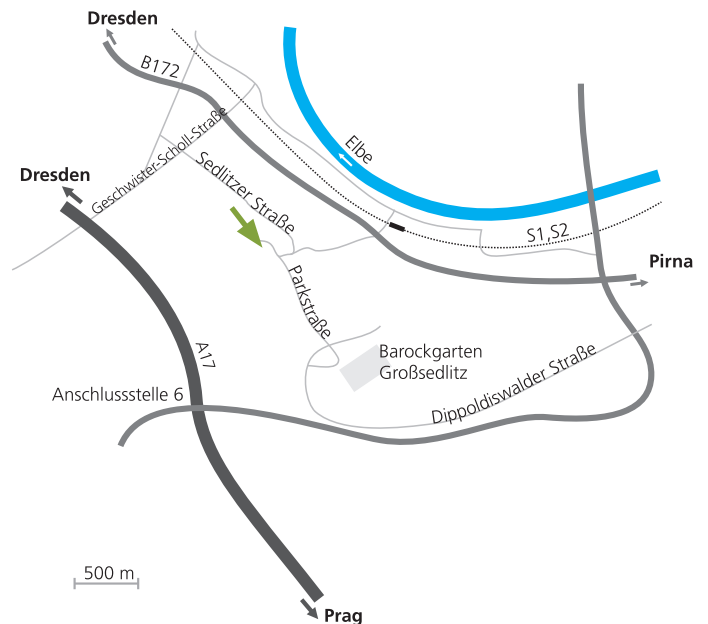 Dresden
B172
Elbe
Geschwister-Scholl-Straße
Sedlitzer Straße
Dresden
S1,S2
Pirna
Parkstraße
A17
Barockgarten
Großsedlitz
Dippoldiswalder Straße
Anschlussstelle 6
500 m
Prag